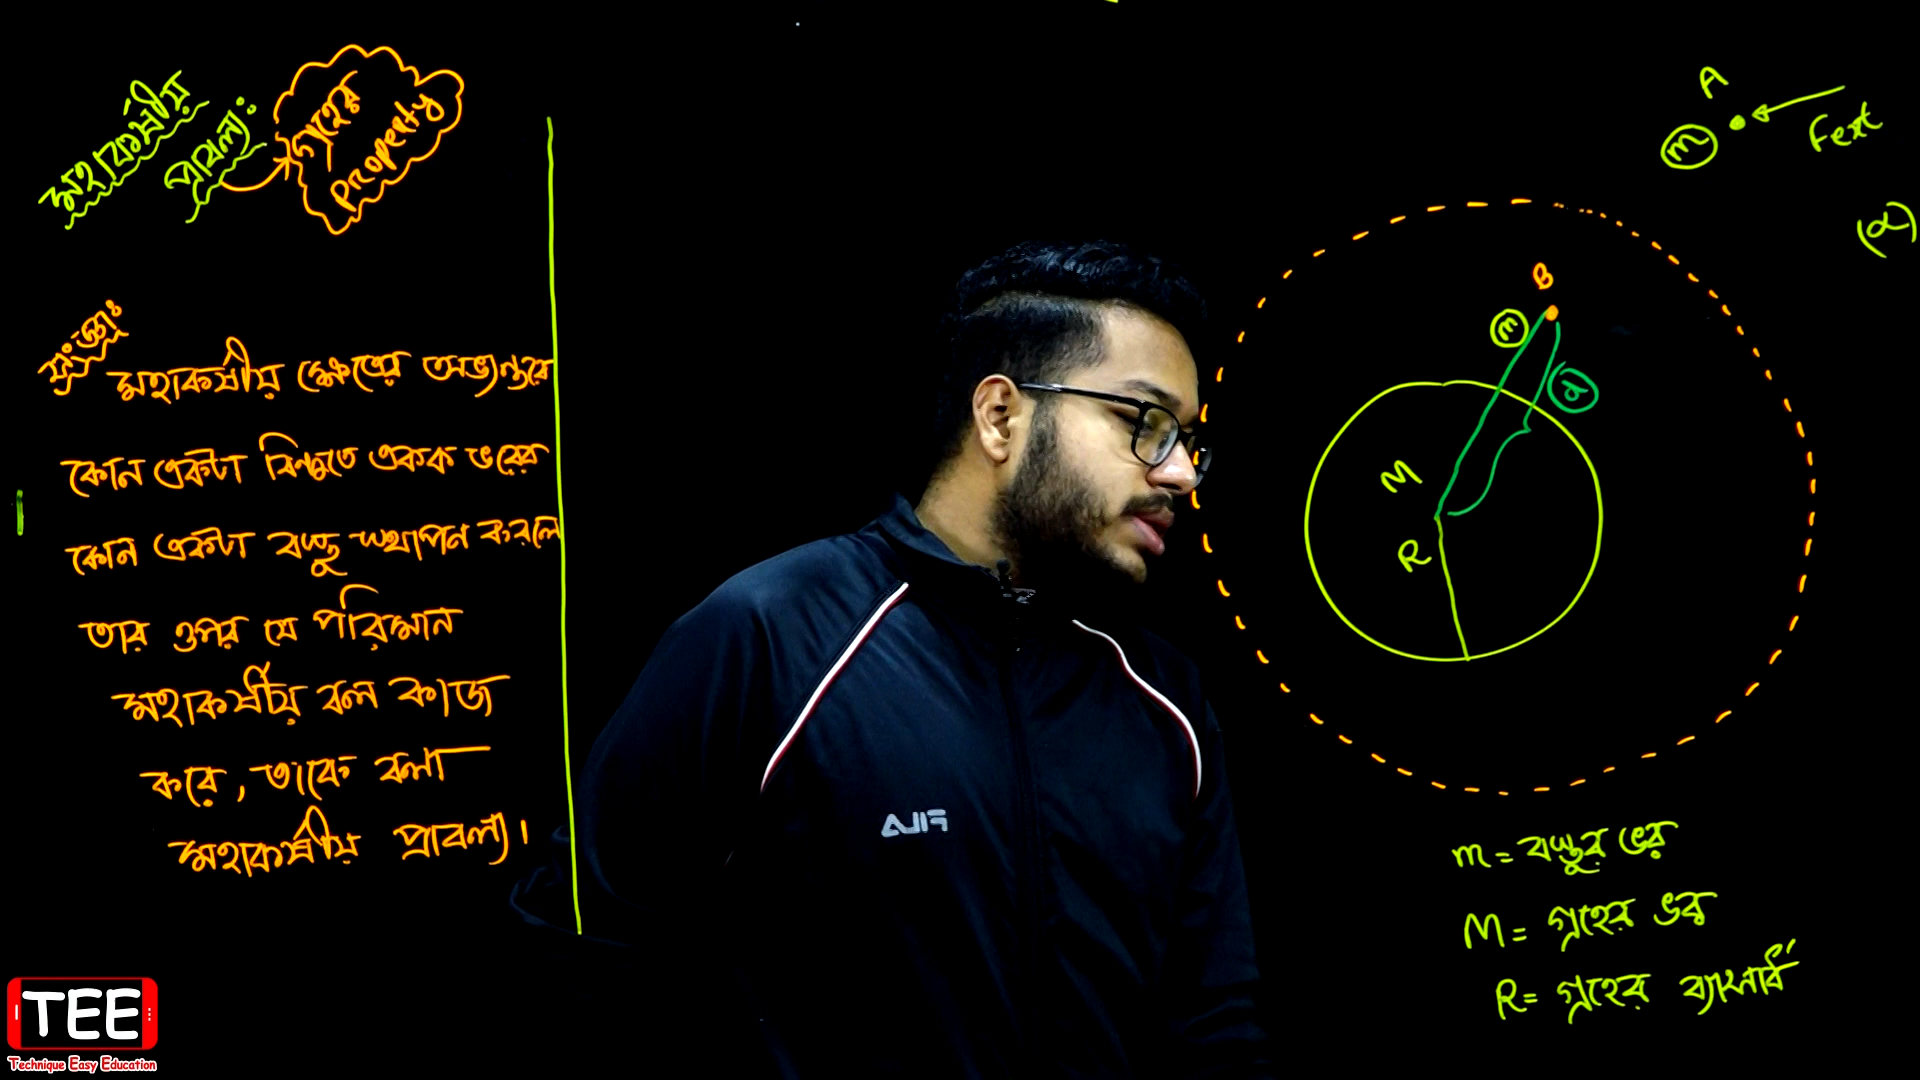 মহাকর্ষীয়
প্রাবল্য:
গ্রহের
Property
সংজ্ঞা:
মহাকর্ষীয় ক্ষেত্রের অভ্যন্তরে
কোন একটা বিন্দুতে একক ভরের
কোন একটা বস্তু স্থাপন করলে
তার ওপর যে পরিমান
মহাকর্ষীয় বল কাজ
করে, তাকে বলা
মহাকর্ষীয় প্রাবল্য।
FILA
A
m
Fext
(α)
B
m
d
M
R
m = বস্তুর ভর
M = গ্রহের ভর
R = গ্রহের ব্যাসার্ধ
TEE
Technique Easy Education